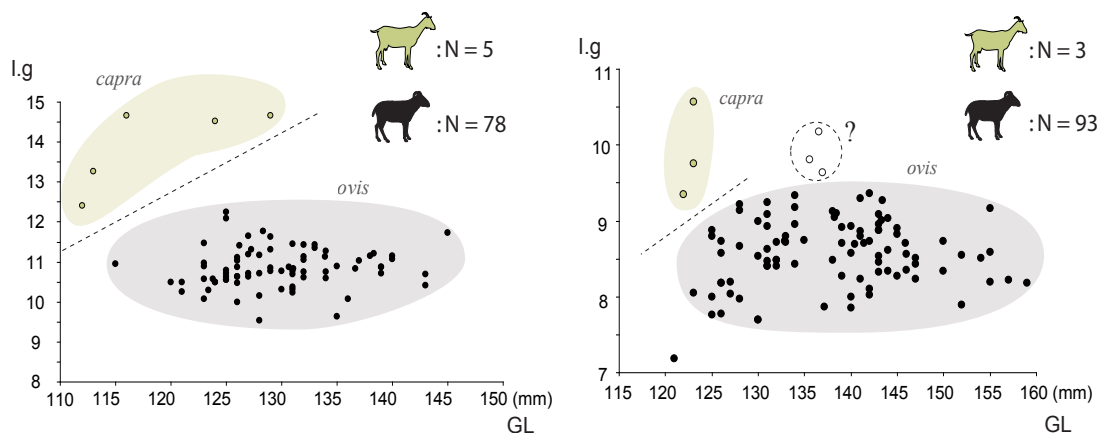 I.g
: N = 5
: N = 78
capra
ovis
15
14
13
12
11
10
9
8
110
115
120
125
130
135
140
145
150 (mm)
GL
I.g
: N = 3
: N = 93
capra
?
ovis
11
10
9
8
7
115
120
125
130
135
140
145
150
155
160 (mm)
GL